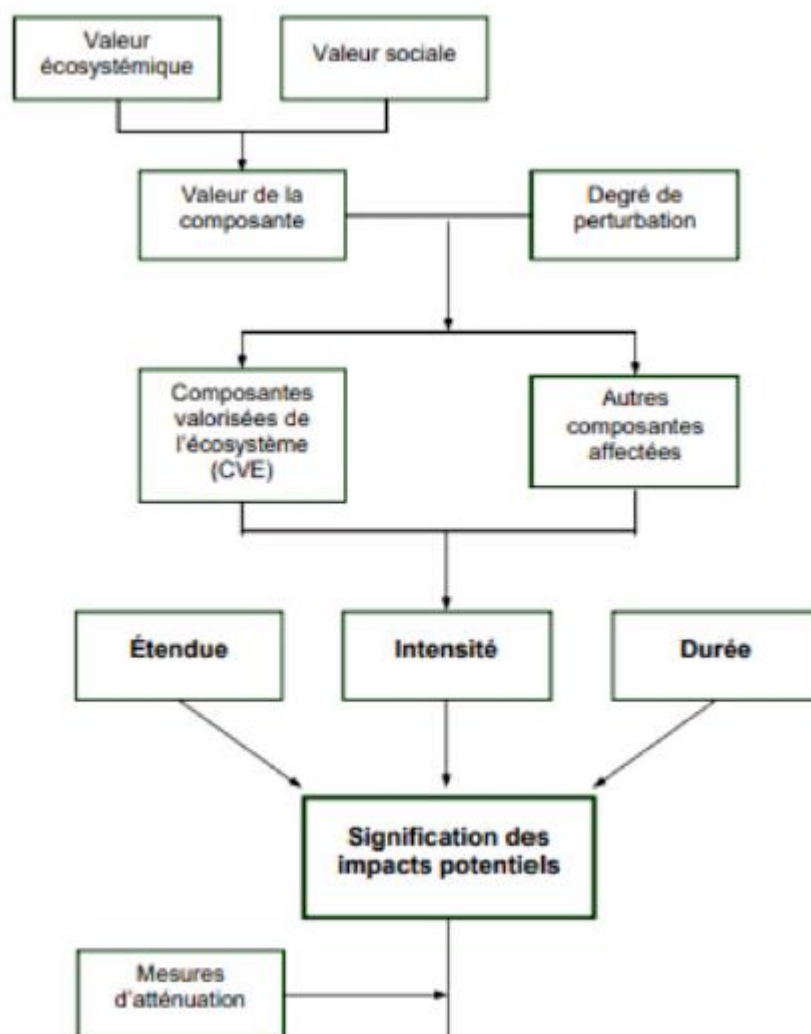 Valeur
écosystémique
Valeur sociale
Valeur de la
composante
Degré de
perturbation
Composantes
valorisées de
l'écosystème
(CVE)
Autres
composantes
affectées
Étendue
Intensité
Durée
Signification des
impacts potentiels
Mesures
d'atténuation